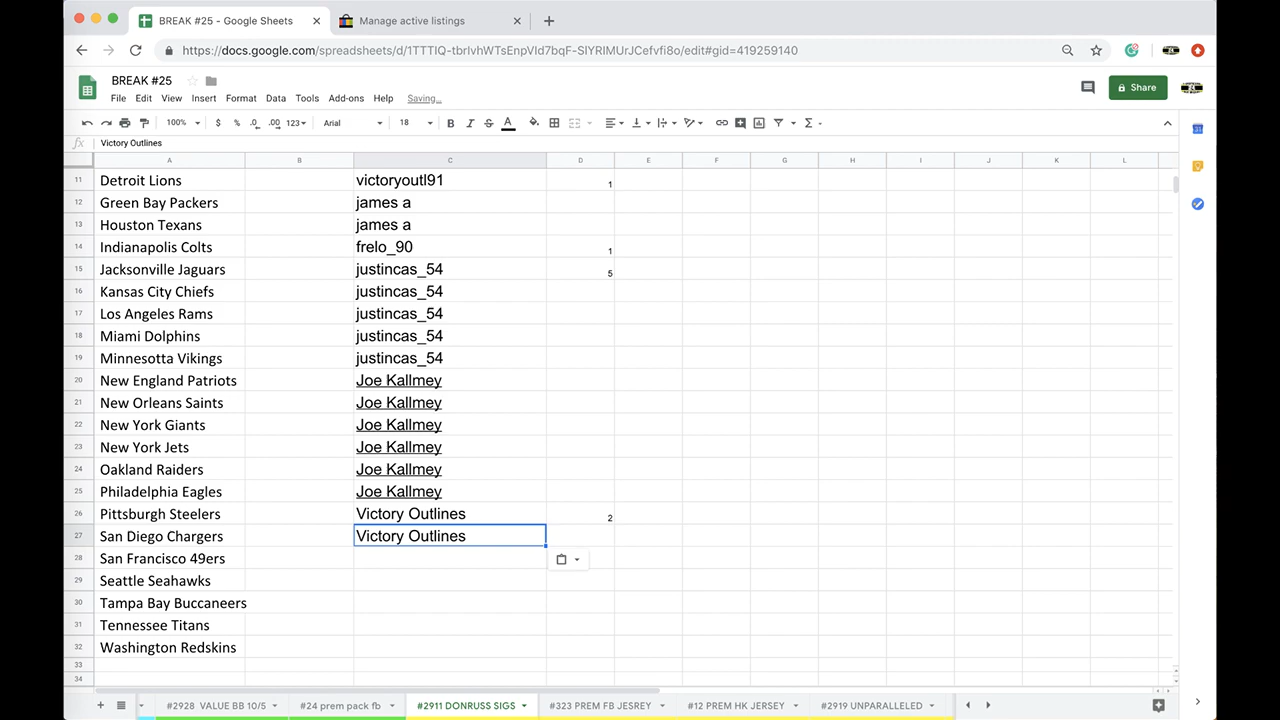 BREAK #25 - Google Sheets × Manage active listings × +
https://docs.google.com/spreadsheets/d/1TTTIQ-tbrIvhWTsEnpVId7bqF-SIYRIMUrJCefvfi8o/edit#gid=419259140
BREAK #25
File Edit View Insert Format Data Tools Add-ons Help Saving...
Share
100% $ % .0 .00 123 Arial 18 B I S A
fx Victory Outlines
A B C D E F G H I J K L
11 Detroit Lions victoryoutl91 1
12 Green Bay Packers james a
13 Houston Texans james a
14 Indianapolis Colts frelo_90 1
15 Jacksonville Jaguars justincas_54 5
16 Kansas City Chiefs justincas_54
17 Los Angeles Rams justincas_54
18 Miami Dolphins justincas_54
19 Minnesotta Vikings justincas_54
20 New England Patriots Joe Kallmey
21 New Orleans Saints Joe Kallmey
22 New York Giants Joe Kallmey
23 New York Jets Joe Kallmey
24 Oakland Raiders Joe Kallmey
25 Philadelphia Eagles Joe Kallmey
26 Pittsburgh Steelers Victory Outlines 2
27 San Diego Chargers Victory Outlines
28 San Francisco 49ers
29 Seattle Seahawks
30 Tampa Bay Buccaneers
31 Tennessee Titans
32 Washington Redskins
33
34
+ #2928 VALUE BB 10/5 #24 prem pack fb #2911 DONRUSS SIGS #323 PREM FB JESREY #12 PREM HK JERSEY #2919 UNPARALLELED